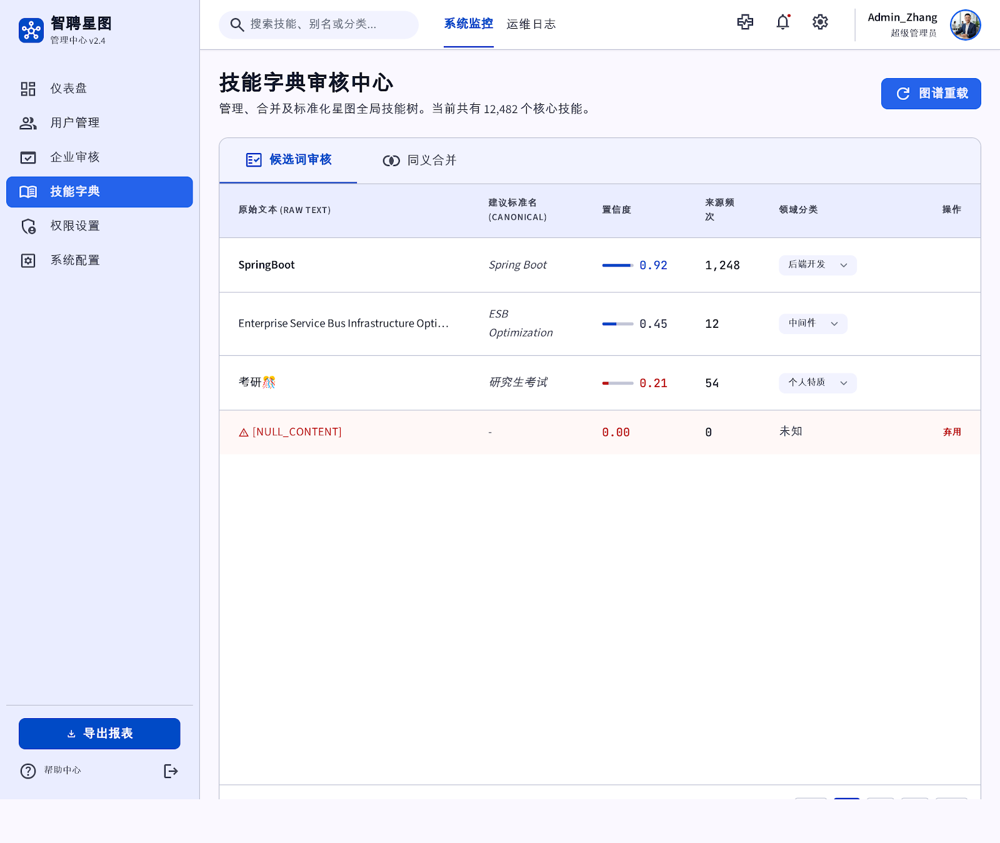 智聘星图
管理中心 v2.4
仪表盘
用户管理
企业审核
技能字典
权限设置
系统配置
导出报表
帮助中心
搜索技能、别名或分类...
系统监控
运维日志
Admin_Zhang
超级管理员
技能字典审核中心
管理、合并及标准化星图全局技能树。当前共有 12,482 个核心技能。
图谱重载
候选词审核
同义合并
原始文本 (RAW TEXT)
建议标准名
(CANONICAL)
置信度
来源频
次
领域分类
操作
SpringBoot
Spring Boot
0.92
1,248
后端开发
Enterprise Service Bus Infrastructure Opti…
ESB
Optimization
0.45
12
中间件
考研🎊
研究生考试
0.21
54
个人特质
[NULL_CONTENT]
-
0.00
0
未知
弃用